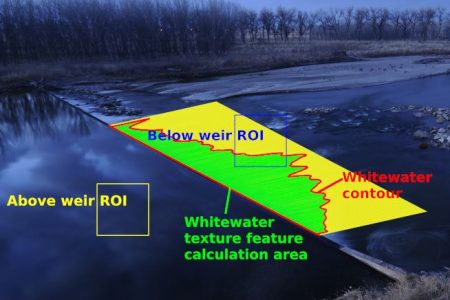 Below weir ROI
Whitewater
contour
Above weir ROI
Whitewater
texture feature
calculation area